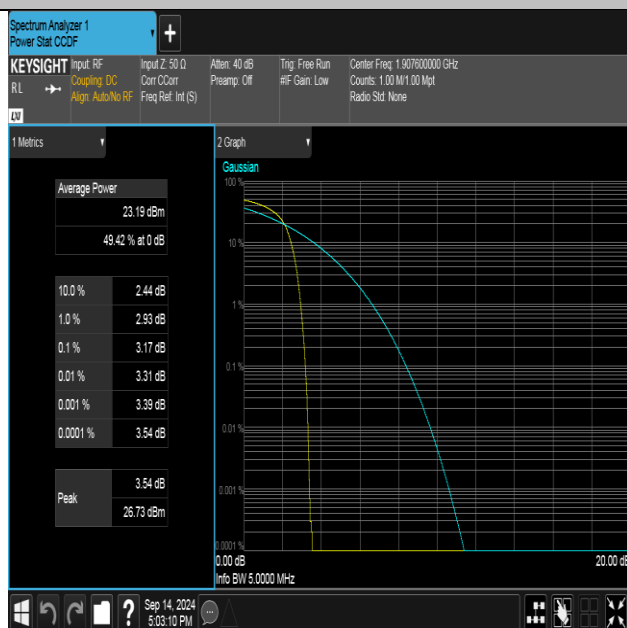 Spectrum Analyzer 1
Power Stat CCDF
+
KEYSIGHT
RL
LXI
Input: RF
Coupling: DC
Align: Auto/No RF
Input Z: 50 Ω
Corr CCorr
Freq Ref: Int (S)
Atten: 40 dB
Preamp: Off
Trig: Free Run
#IF Gain: Low
Center Freq: 1.907600000 GHz
Counts: 1.00 M/1.00 Mpt
Radio Std: None
1 Metrics
Average Power
23.19 dBm
49.42 % at 0 dB
10.0 % 2.44 dB
1.0 % 2.93 dB
0.1 % 3.17 dB
0.01 % 3.31 dB
0.001 % 3.39 dB
0.0001 % 3.54 dB
Peak
3.54 dB
26.73 dBm
2 Graph
Gaussian
100 %
10 %
1 %
0.1 %
0.01 %
0.001 %
0.0001 %
0.00 dB 20.00 dB
Info BW 5.0000 MHz
?
Sep 14, 2024
5:03:10 PM